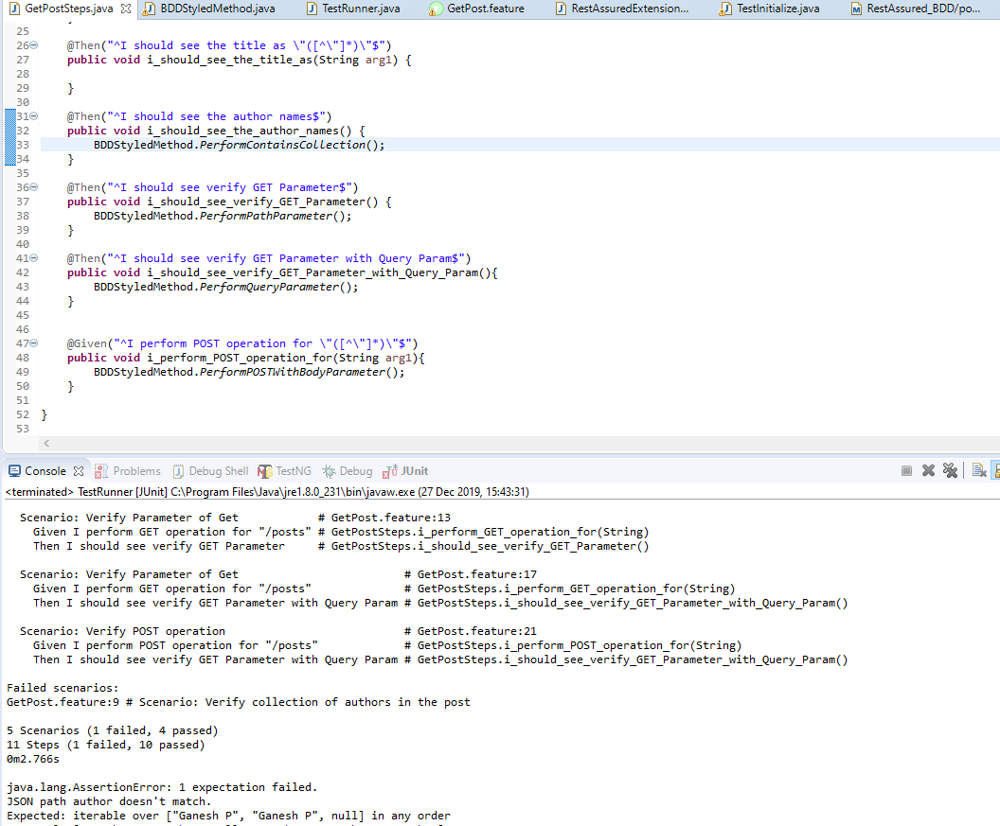 GetPostSteps.java BDDStyledMethod.java TestRunner.java GetPost.feature RestAssuredExtension... TestInitialize.java RestAssured_BDD/po...
25
26 @Then("^I should see the title as \"([^\"]*)\"$")
27 public void i_should_see_the_title_as(String arg1) {
28
29 }
30
31 @Then("^I should see the author names$")
32 public void i_should_see_the_author_names() {
33 BDDStyledMethod.PerformContainsCollection();
34 }
35
36 @Then("^I should see verify GET Parameter$")
37 public void i_should_see_verify_GET_Parameter() {
38 BDDStyledMethod.PerformPathParameter();
39 }
40
41 @Then("^I should see verify GET Parameter with Query Param$")
42 public void i_should_see_verify_GET_Parameter_with_Query_Param(){
43 BDDStyledMethod.PerformQueryParameter();
44 }
45
46
47 @Given("^I perform POST operation for \"([^\"]*)\"$")
48 public void i_perform_POST_operation_for(String arg1){
49 BDDStyledMethod.PerformPOSTWithBodyParameter();
50 }
51
52 }
53
Console Problems Debug Shell TestNG Debug JUnit
<terminated> TestRunner [JUnit] C:\Program Files\Java\jre1.8.0_231\bin\javaw.exe (27 Dec 2019, 15:43:31)
Scenario: Verify Parameter of Get # GetPost.feature:13
Given I perform GET operation for "/posts" # GetPostSteps.i_perform_GET_operation_for(String)
Then I should see verify GET Parameter # GetPostSteps.i_should_see_verify_GET_Parameter()
Scenario: Verify Parameter of Get # GetPost.feature:17
Given I perform GET operation for "/posts" # GetPostSteps.i_perform_GET_operation_for(String)
Then I should see verify GET Parameter with Query Param # GetPostSteps.i_should_see_verify_GET_Parameter_with_Query_Param()
Scenario: Verify POST operation # GetPost.feature:21
Given I perform POST operation for "/posts" # GetPostSteps.i_perform_POST_operation_for(String)
Then I should see verify GET Parameter with Query Param # GetPostSteps.i_should_see_verify_GET_Parameter_with_Query_Param()
Failed scenarios:
GetPost.feature:9 # Scenario: Verify collection of authors in the post
5 Scenarios (1 failed, 4 passed)
11 Steps (1 failed, 10 passed)
0m2.766s
java.lang.AssertionError: 1 expectation failed.
JSON path author doesn't match.
Expected: iterable over ["Ganesh P", "Ganesh P", null] in any order